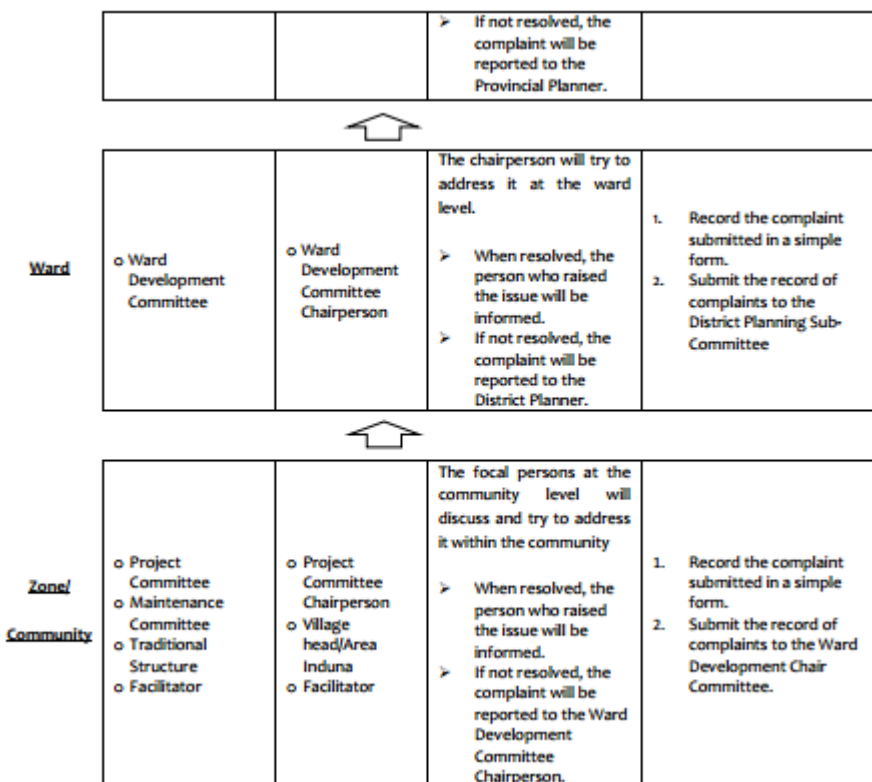 ➢ If not resolved, the
complaint will be
reported to the
Provincial Planner.
Ward
o Ward
Development
Committee
o Ward
Development
Committee
Chairperson
The chairperson will try to
address it at the ward
level.
➢ When resolved, the
person who raised
the issue will be
informed.
➢ If not resolved, the
complaint will be
reported to the
District Planner.
1. Record the complaint
submitted in a simple
form.
2. Submit the record of
complaints to the
District Planning Sub-
Committee
Zone/
Community
o Project
Committee
o Maintenance
Committee
o Traditional
Structure
o Facilitator
o Project
Committee
Chairperson
o Village
head/Area
Induna
o Facilitator
The focal persons at the
community level will
discuss and try to address
it within the community
➢ When resolved, the
person who raised
the issue will be
informed.
➢ If not resolved, the
complaint will be
reported to the Ward
Development
Committee
Chairperson.
1. Record the complaint
submitted in a simple
form.
2. Submit the record of
complaints to the Ward
Development Chair
Committee.